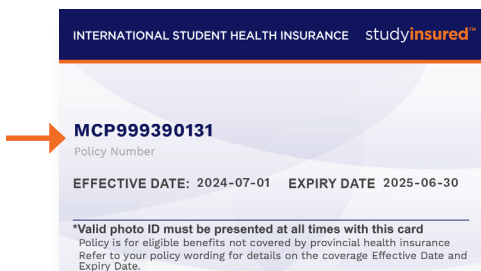 INTERNATIONAL STUDENT HEALTH INSURANCE studyinsured™
MCP999390131
Policy Number
EFFECTIVE DATE: 2024-07-01 EXPIRY DATE 2025-06-30
*Valid photo ID must be presented at all times with this card
Policy is for eligible benefits not covered by provincial health insurance
Refer to your policy wording for details on the coverage Effective Date and
Expiry Date.